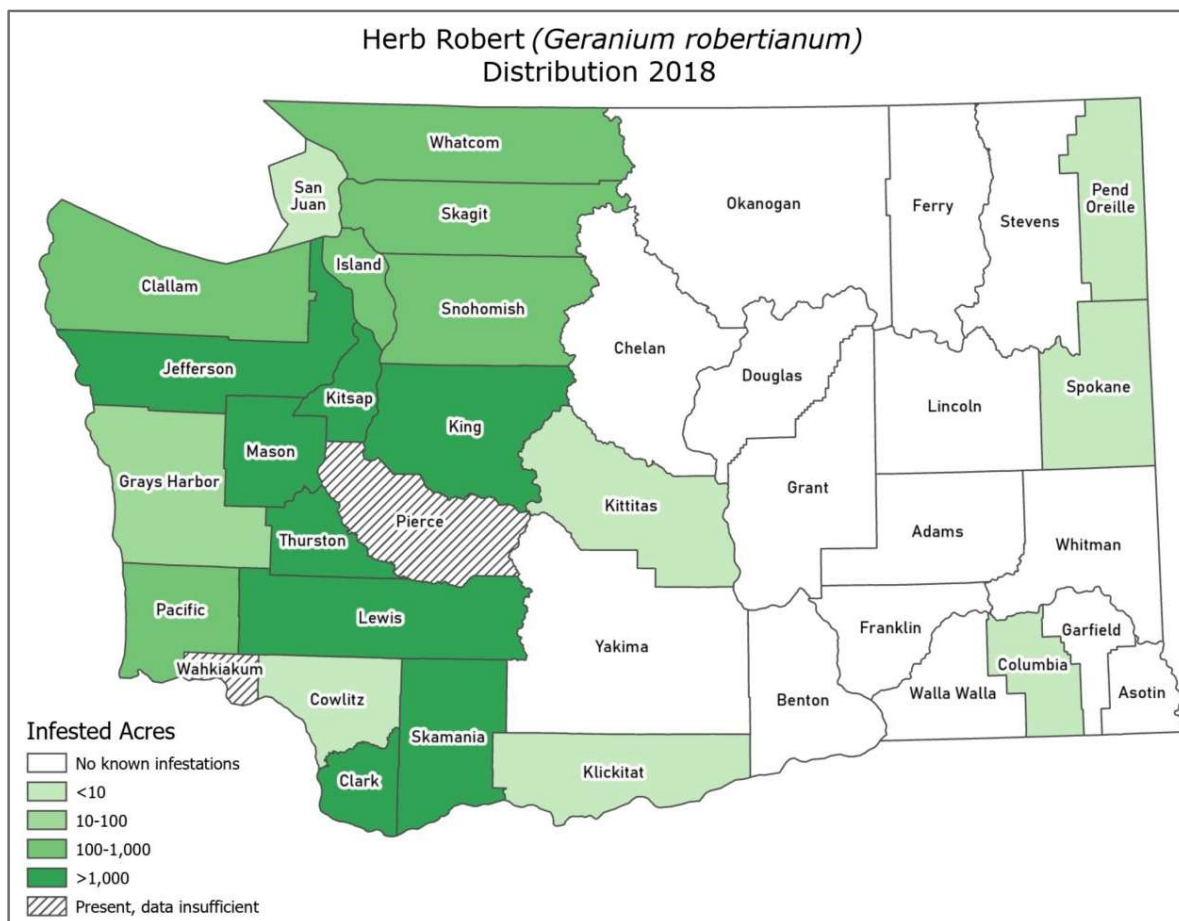 Herb Robert (Geranium robertianum)
Distribution 2018
Whatcom
San
Juan
Skagit
Okanogan
Ferry
Stevens
Pend
Oreille
Island
Clallam
Snohomish
Chelan
Jefferson
Douglas
Spokane
Kitsap
Lincoln
King
Mason
Grays Harbor
Kittitas
Grant
Pierce
Adams
Thurston
Whitman
Pacific
Lewis
Yakima
Franklin
Garfield
Wahkiakum
Columbia
Cowlitz
Benton
Walla Walla
Asotin
Skamania
Clark
Klickitat
Infested Acres
No known infestations
<10
10-100
100-1,000
>1,000
Present, data insufficient